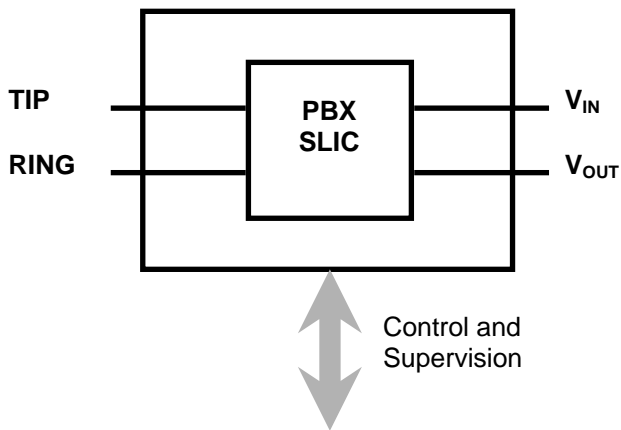 TIP
RING
PBX
SLIC
V_IN
V_OUT
Control and
Supervision